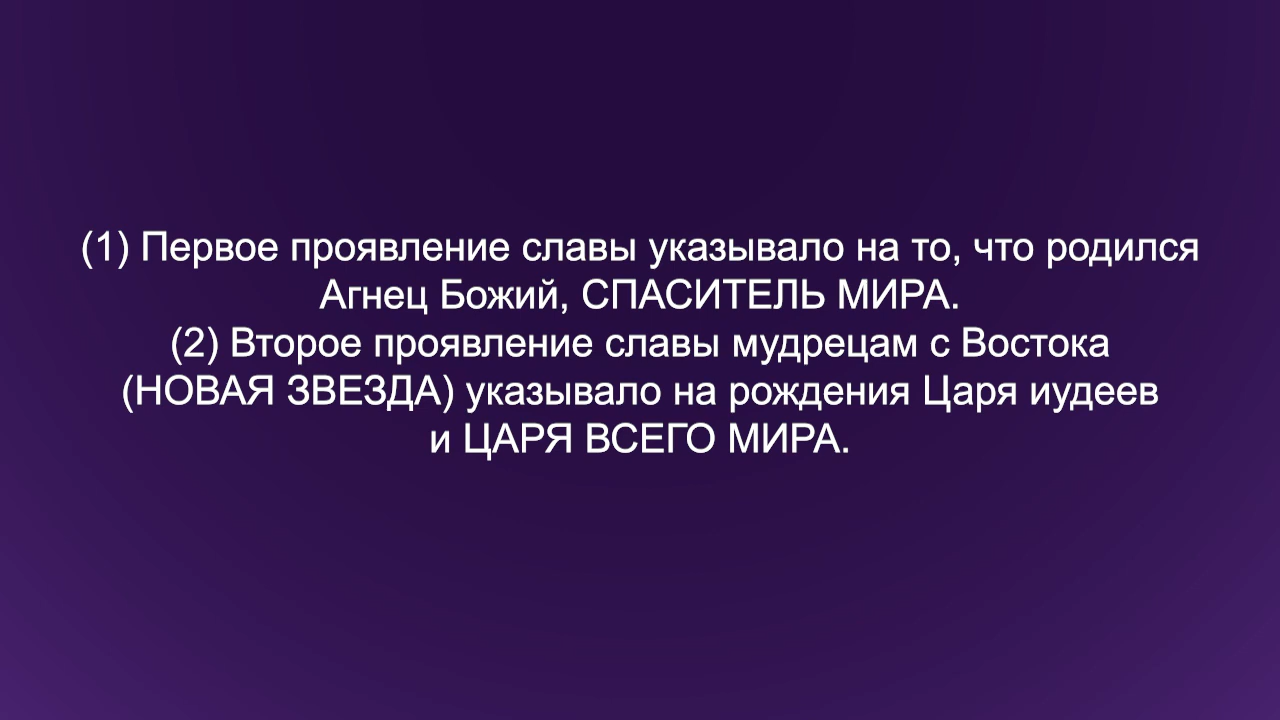 (1) Первое проявление славы указывало на то, что родился
Агнец Божий, СПАСИТЕЛЬ МИРА.
(2) Второе проявление славы мудрецам с Востока
(НОВАЯ ЗВЕЗДА) указывало на рождения Царя иудеев
и ЦАРЯ ВСЕГО МИРА.